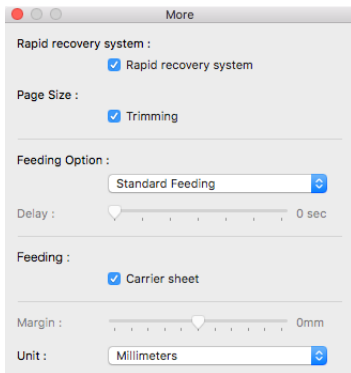 More
Rapid recovery system :
Rapid recovery system
Page Size :
Trimming
Feeding Option :
Standard Feeding
Delay : 0 sec
Feeding :
Carrier sheet
Margin : 0mm
Unit : Millimeters